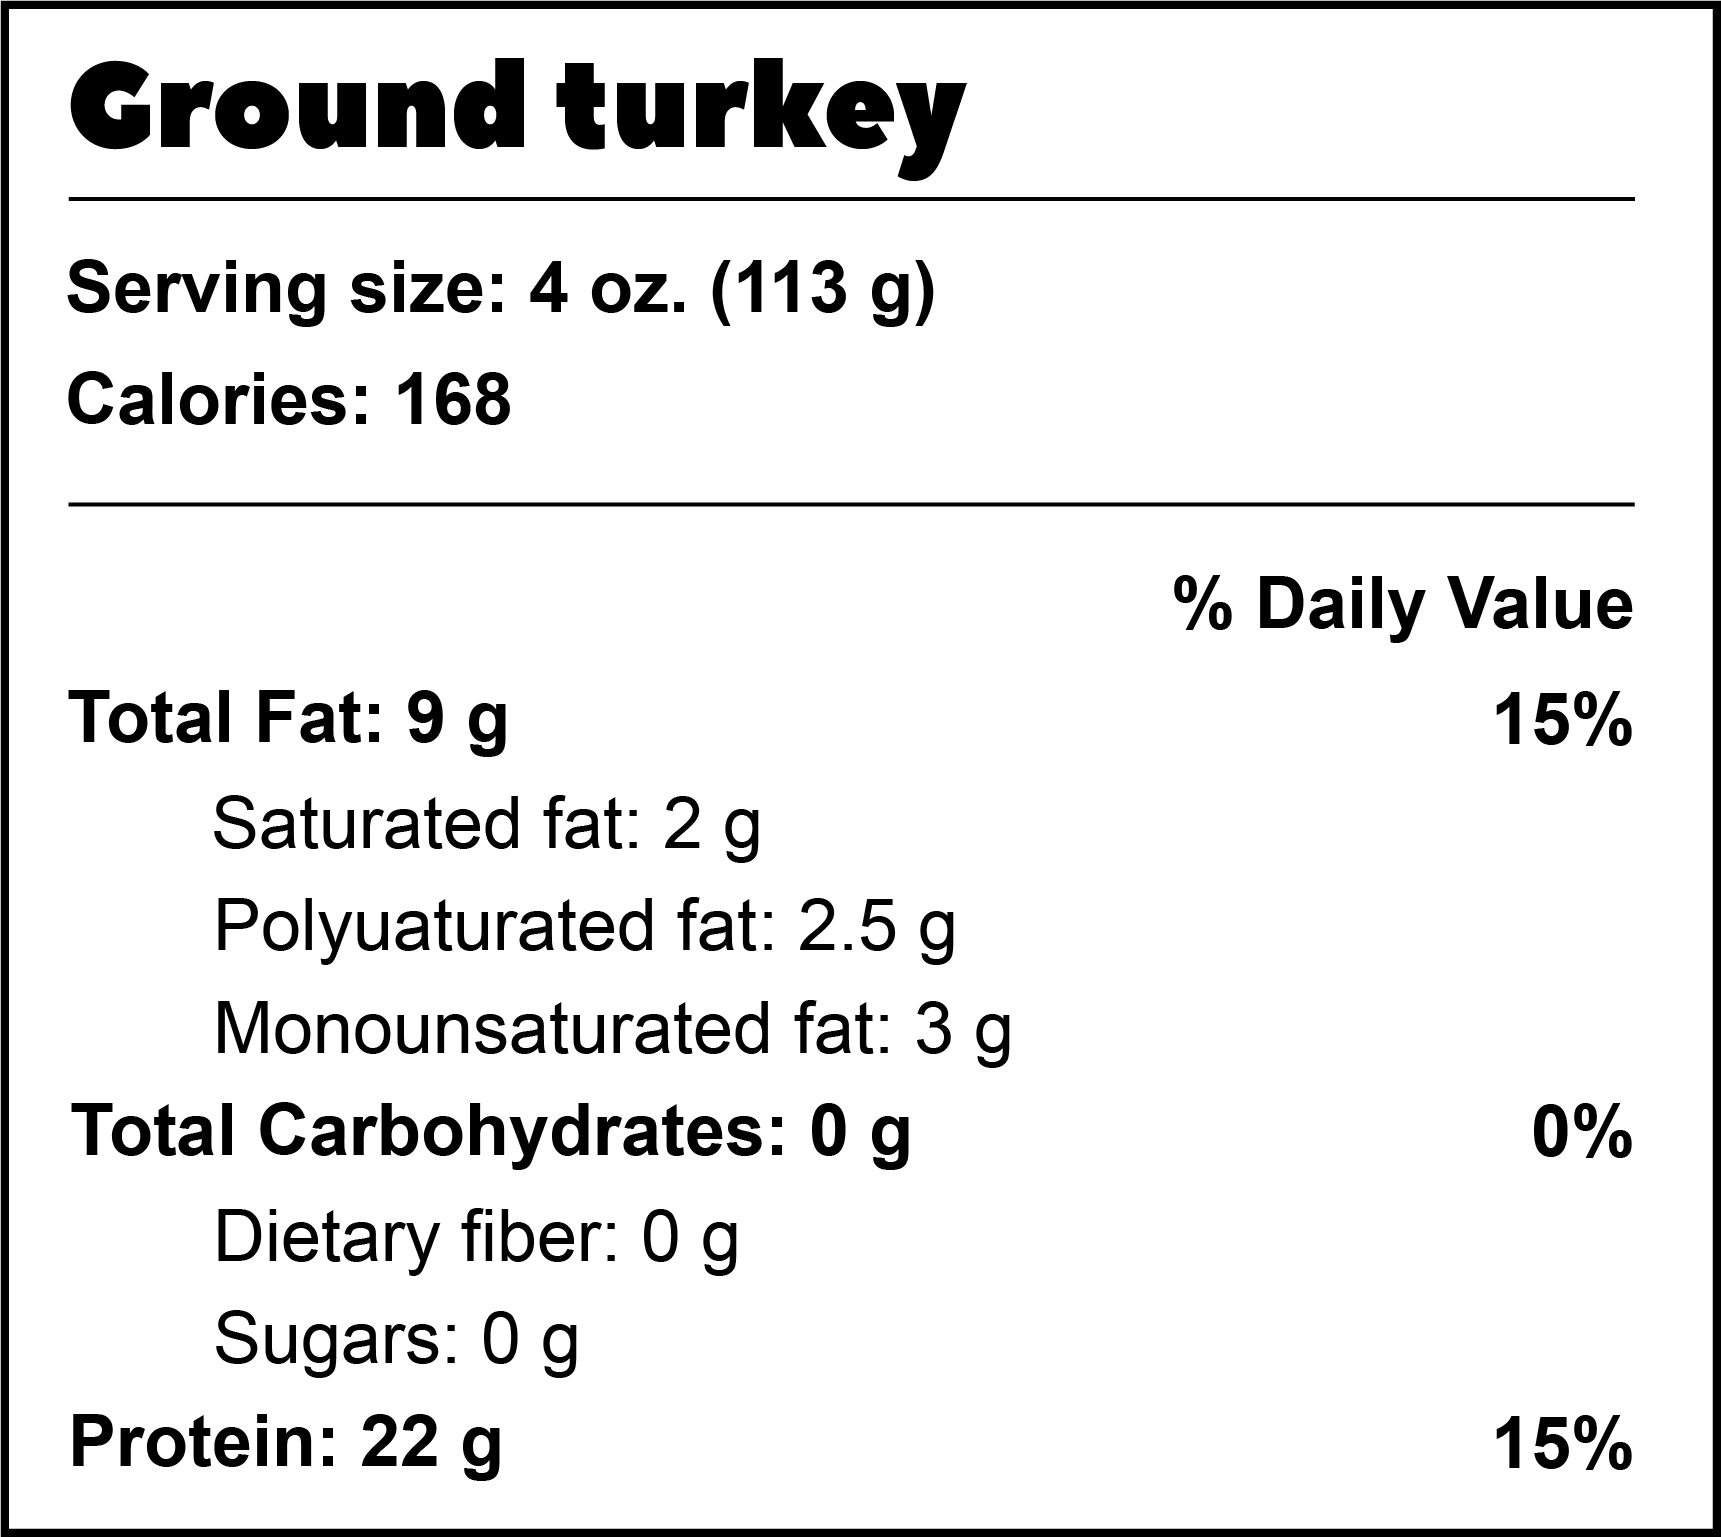 Ground turkey
Serving size: 4 oz. (113 g)
Calories: 168
% Daily Value
Total Fat: 9 g 15%
Saturated fat: 2 g
Polyuaturated fat: 2.5 g
Monounsaturated fat: 3 g
Total Carbohydrates: 0 g 0%
Dietary fiber: 0 g
Sugars: 0 g
Protein: 22 g 15%